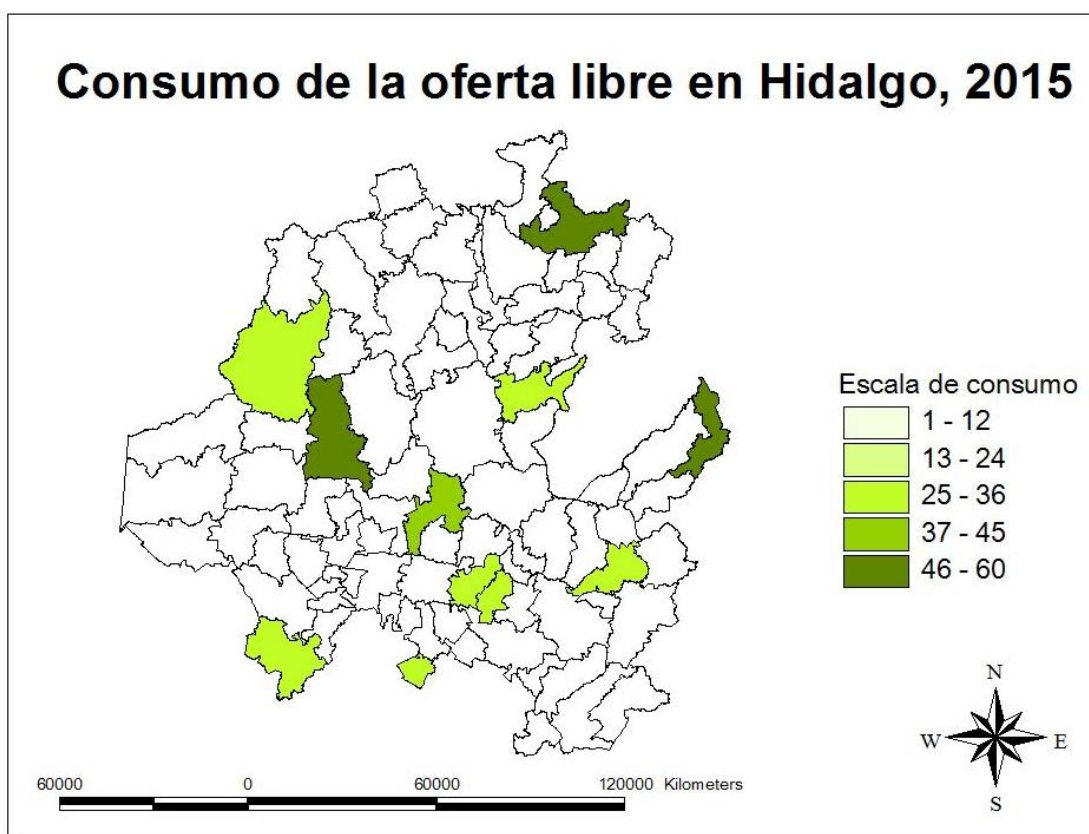 Consumo de la oferta libre en Hidalgo, 2015
Escala de consumo
1 - 12
13 - 24
25 - 36
37 - 45
46 - 60
N
W E
S
60000 0 60000 120000 Kilometers